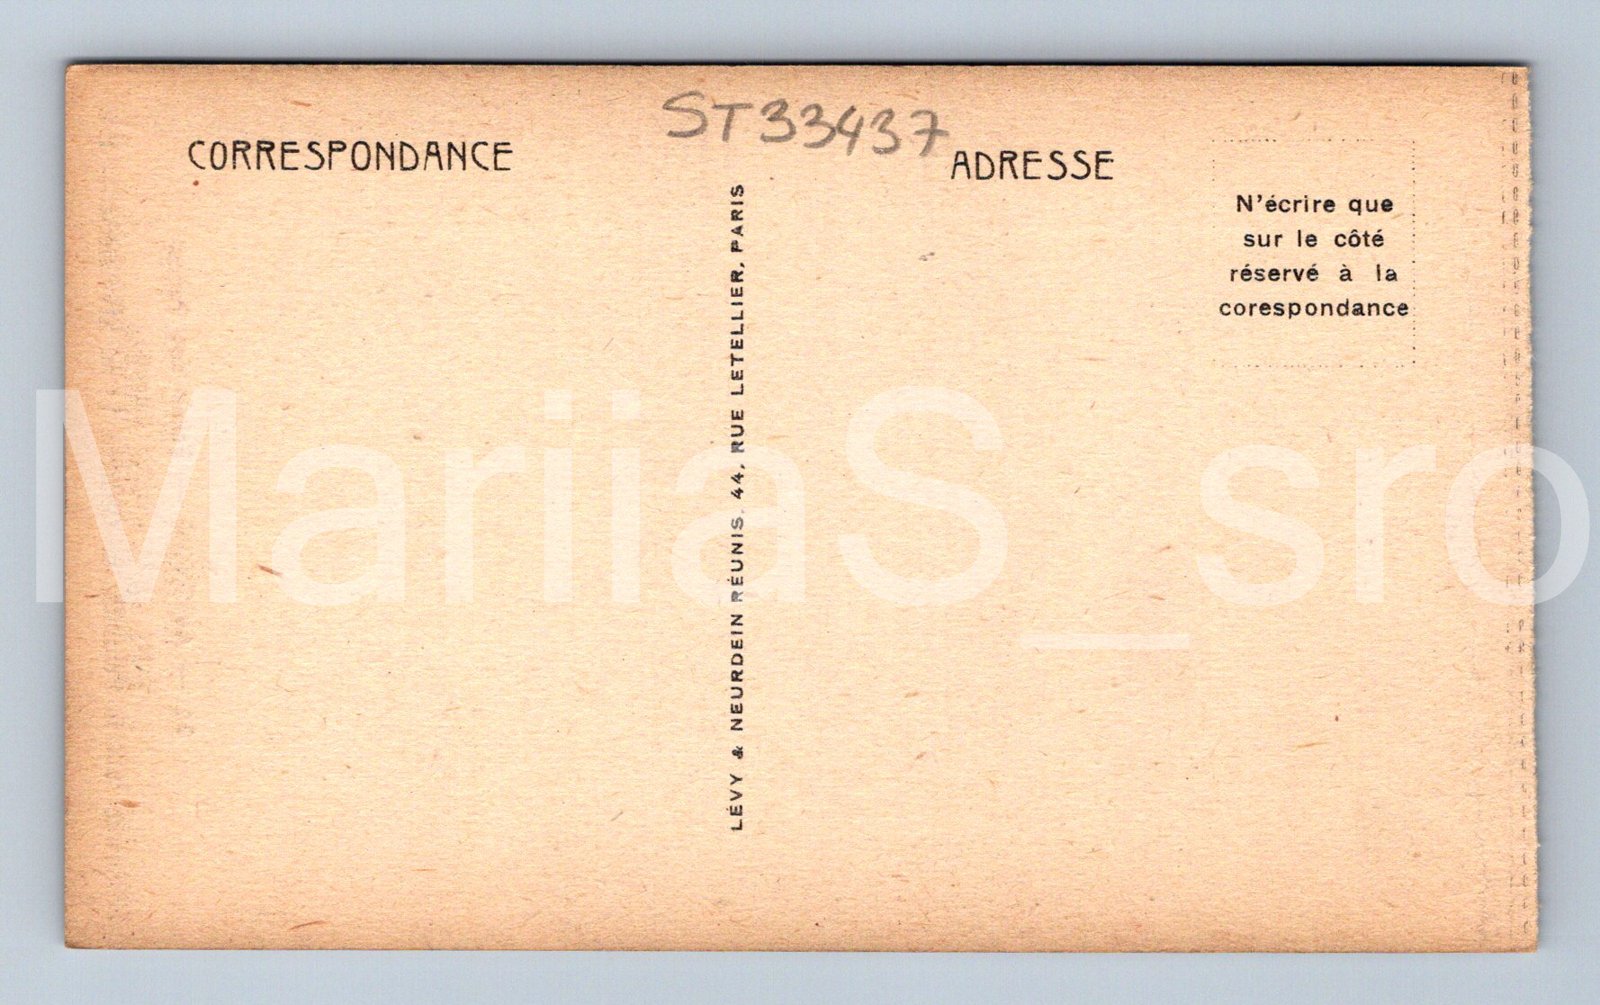 ST33437
CORRESPONDANCE
ADRESSE
N'écrire que
sur le côté
réservé à la
corespondance
LÉVY & NEURDEIN RÉUNIS, 44, RUE LETELLIER, PARIS
MariiaS_sro